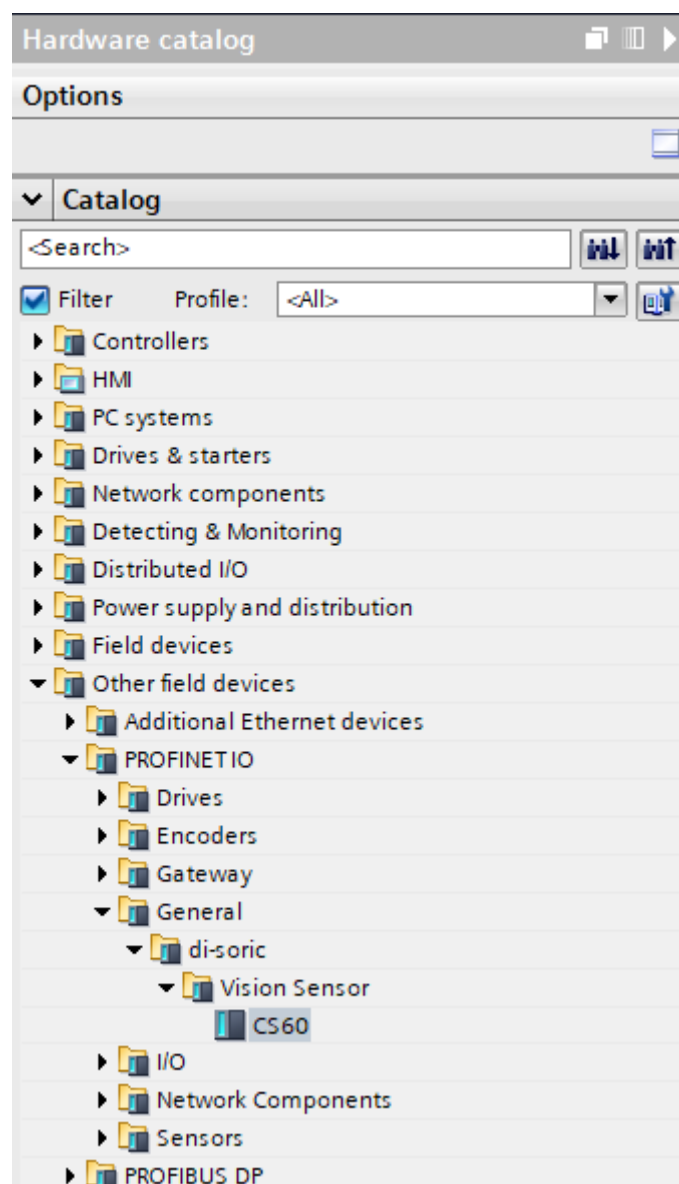 Hardware catalog
Options
Catalog
<Search>
Filter Profile: <All>
Controllers
HMI
PC systems
Drives & starters
Network components
Detecting & Monitoring
Distributed I/O
Power supply and distribution
Field devices
Other field devices
Additional Ethernet devices
PROFINET IO
Drives
Encoders
Gateway
General
di-soric
Vision Sensor
CS60
I/O
Network Components
Sensors
PROFIBUS DP